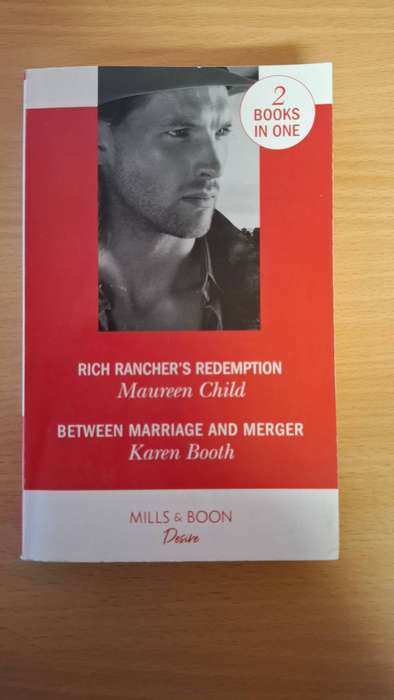 2
BOOKS
IN ONE
RICH RANCHER'S REDEMPTION
Maureen Child
BETWEEN MARRIAGE AND MERGER
Karen Booth
MILLS & BOON
Desire